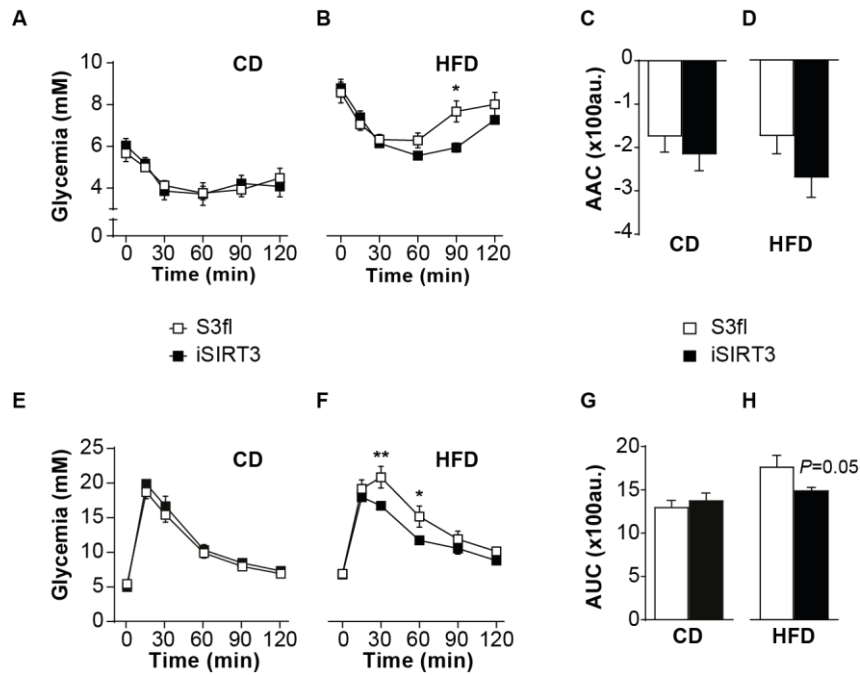 A
B
C
D
CD
HFD
Glycemia (mM)
10
8
6
4
0
0 30 60 90 120
Time (min)
*
0 30 60 90 120
Time (min)
AAC (x100au.)
0
-1
-2
-3
-4
CD
HFD
S3fl
iSIRT3
S3fl
iSIRT3
E
F
G
H
CD
HFD
Glycemia (mM)
25
20
15
10
5
0
0 30 60 90 120
Time (min)
**
*
0 30 60 90 120
Time (min)
AUC (x100au.)
20
15
10
5
0
P=0.05
CD
HFD